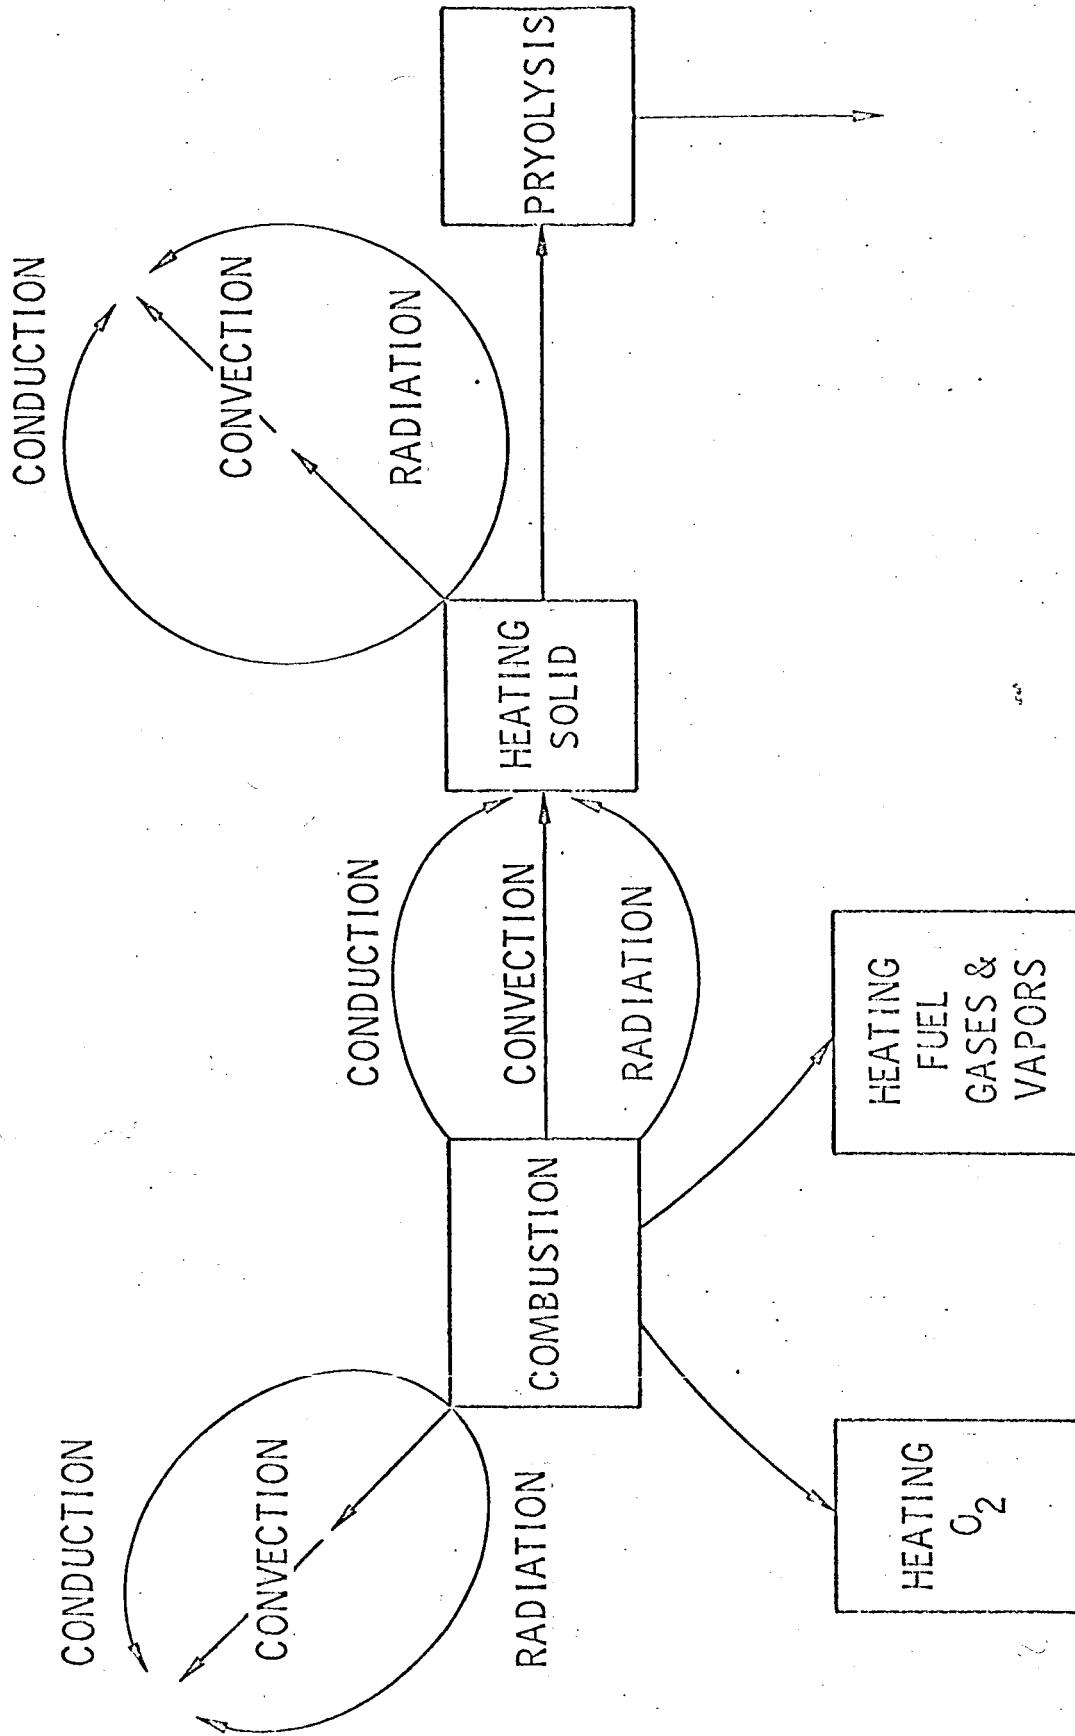 CONDUCTION
CONVECTION
RADIATION
COMBUSTION
HEATING
O2
HEATING
FUEL
GASES &
VAPORS
CONDUCTION
CONVECTION
RADIATION
HEATING
SOLID
CONDUCTION
CONVECTION
RADIATION
PRYOLYSIS